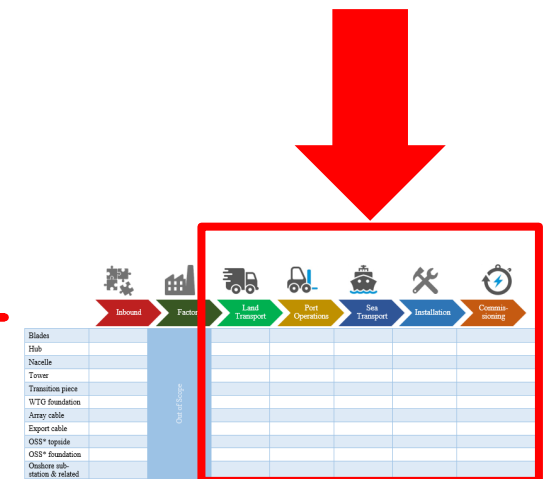 Inbound
Factor
Land
Transport
Port
Operations
Sea
Transport
Installation
Commis-
sioning
Blades
Hub
Nacelle
Tower
Transition piece
WTG foundation
Array cable
Export cable
OSS* topside
OSS* foundation
Onshore sub-
station & related
Out of Scope